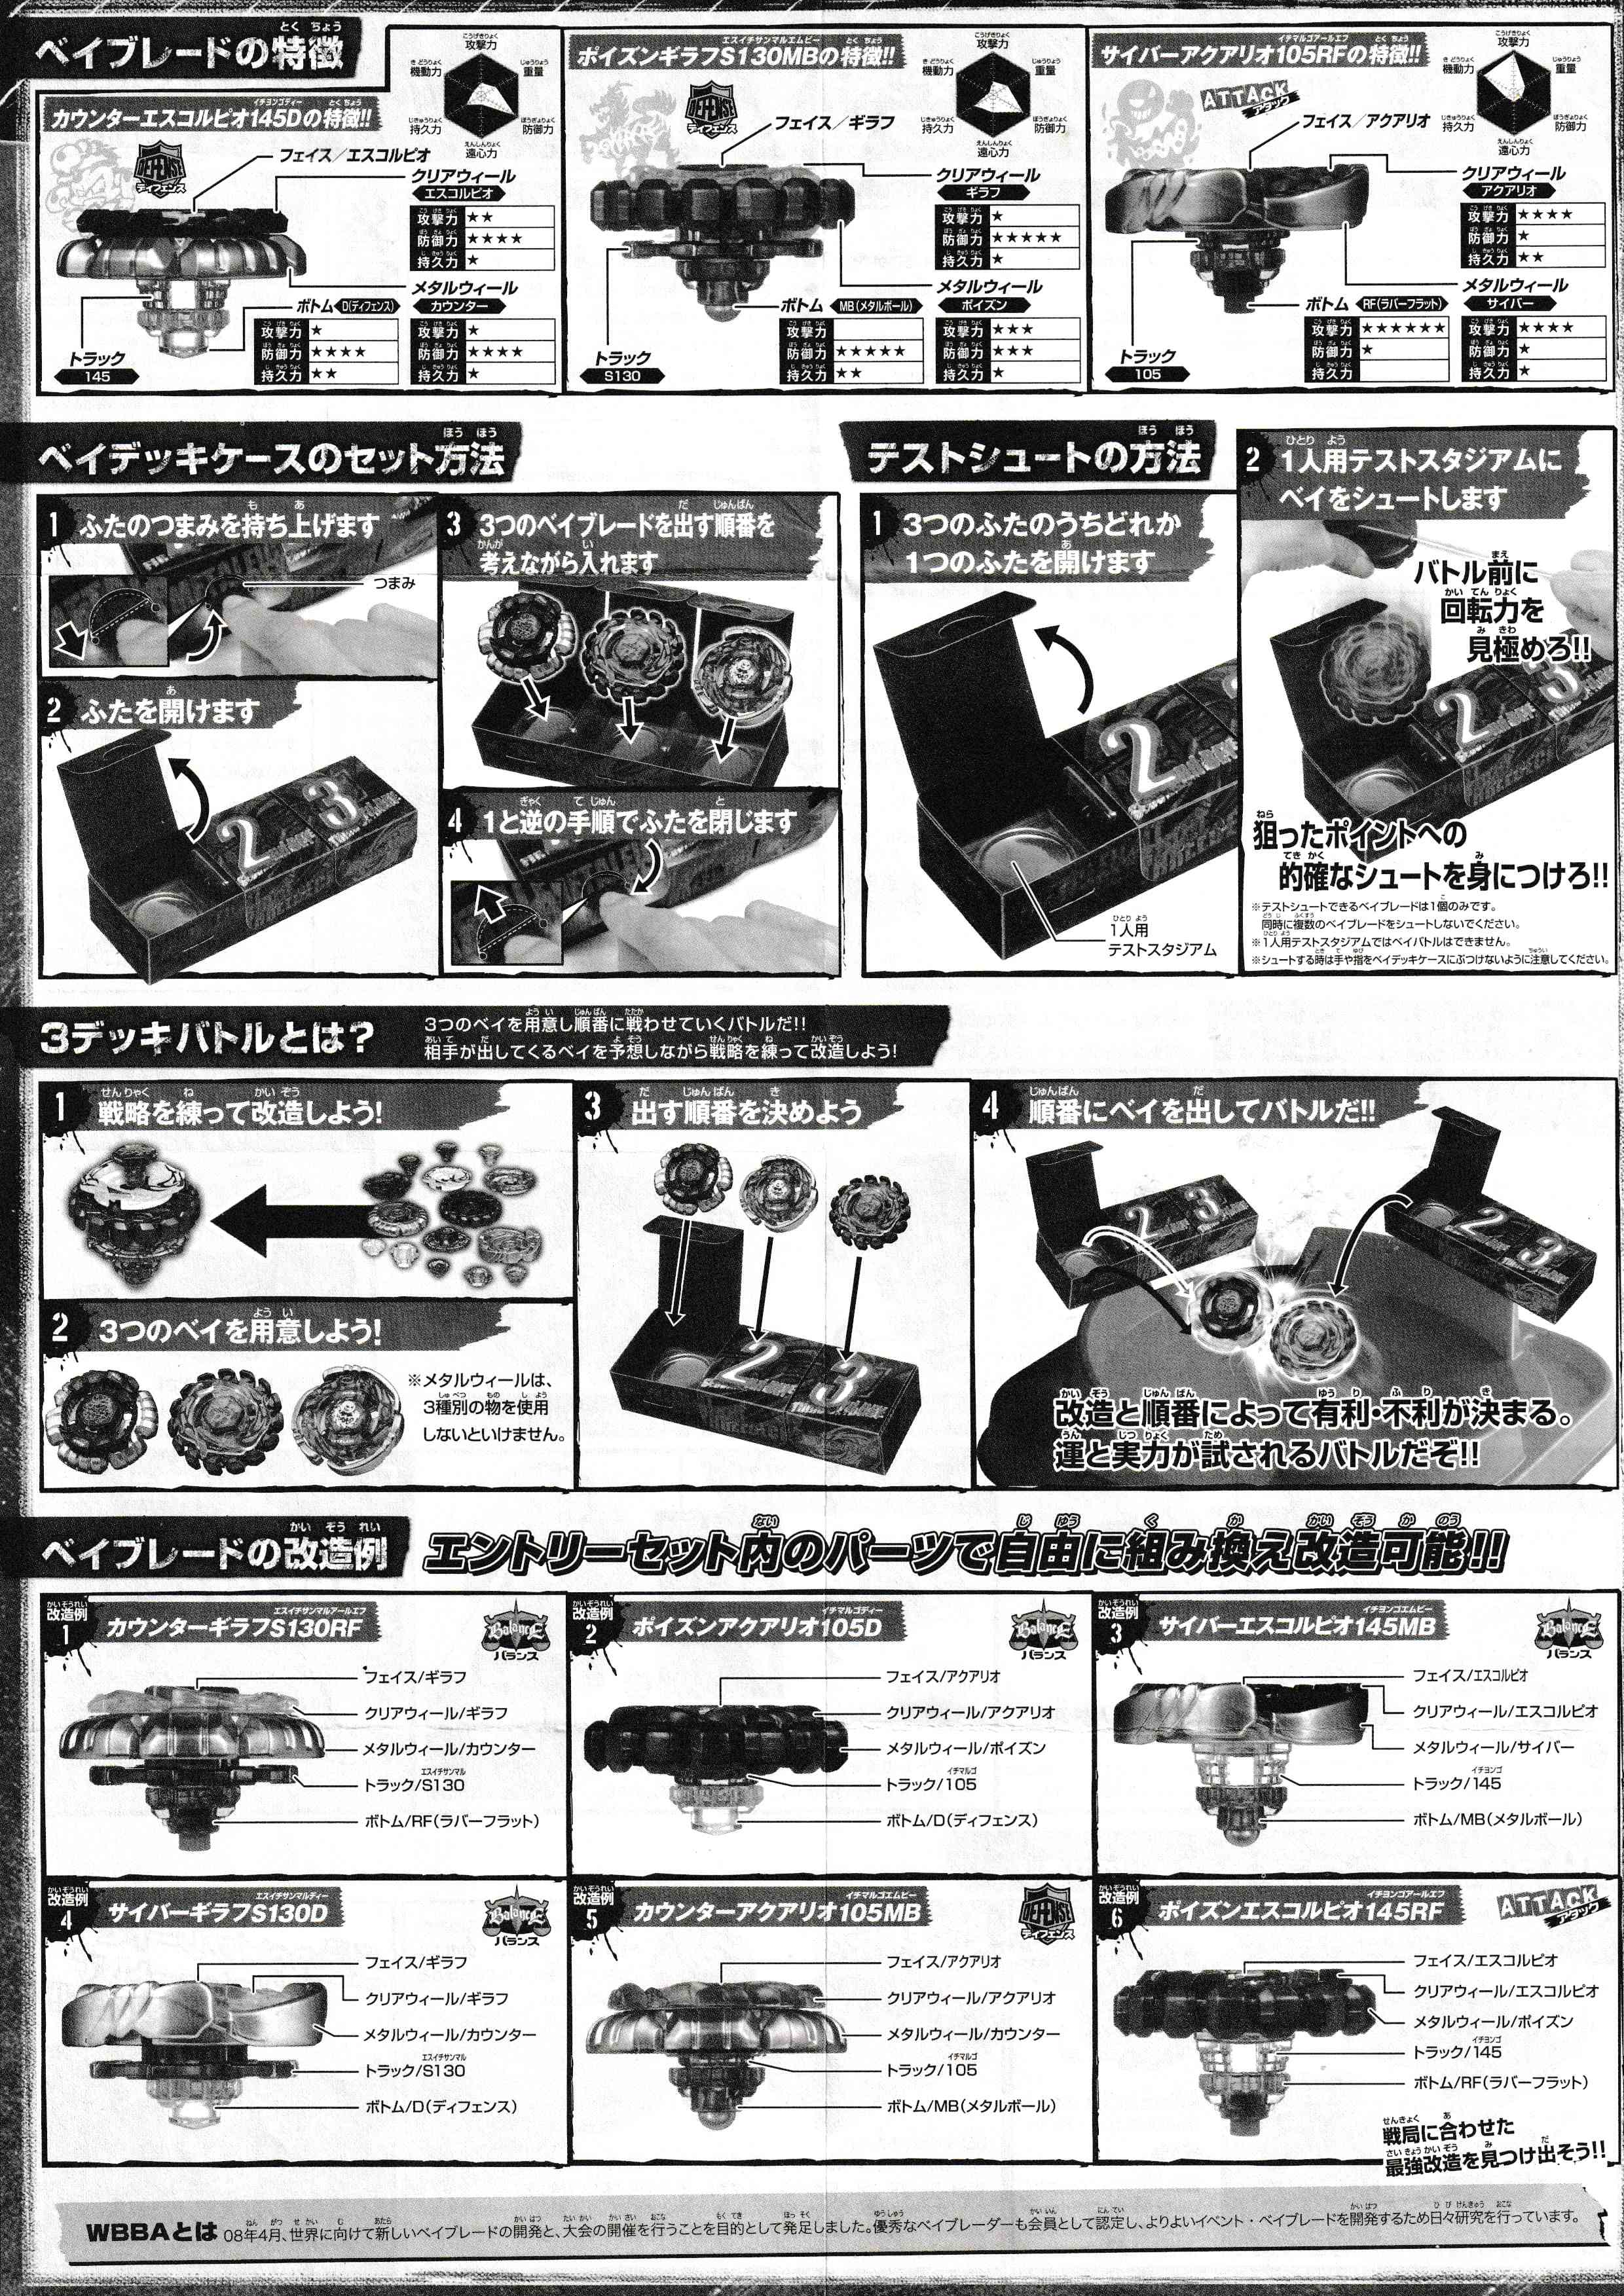 ベイブレードの特徴
カウンターエスコルピオ145Dの特徴!!
攻撃力
重量
防御力
遠心力
持久力
機動力
DEFENSE
ディフェンス
フェイス/エスコルピオ
クリアウィール
エスコルピオ
攻撃力 ★★
防御力 ★★★★
持久力 ★
メタルウィール
カウンター
攻撃力 ★
防御力 ★★★★
持久力 ★
ボトム D(ディフェンス)
攻撃力 ★
防御力 ★★★★
持久力 ★★
トラック
145
ポイズンギラフS130MBの特徴!!
攻撃力
重量
防御力
遠心力
持久力
機動力
DEFENSE
ディフェンス
フェイス/ギラフ
クリアウィール
ギラフ
攻撃力 ★
防御力 ★★★★★
持久力 ★
メタルウィール
ポイズン
攻撃力 ★★★
防御力 ★★★
持久力 ★
ボトム MB(メタルボール)
攻撃力
防御力 ★★★★★
持久力 ★★
トラック
S130
サイバーアクアリオ105RFの特徴!!
攻撃力
重量
防御力
遠心力
持久力
機動力
ATTACK
アタック
フェイス/アクアリオ
クリアウィール
アクアリオ
攻撃力 ★★★★
防御力 ★
持久力 ★★
メタルウィール
サイバー
攻撃力 ★★★★
防御力 ★
持久力 ★
ボトム RF(ラバーフラット)
攻撃力 ★★★★★★
防御力 ★
持久力
トラック
105
ベイデッキケースのセット方法
1 ふたのつまみを持ち上げます
つまみ
2 ふたを開けます
2
3
3 3つのベイブレードを出す順番を
考えながら入れます
4 1と逆の手順でふたを閉じます
テストシュートの方法
1 3つのふたのうちどれか
1つのふたを開けます
2
1人用
テストスタジアム
2 1人用テストスタジアムに
ベイをシュートします
バトル前に
回転力を
見極めろ!!
2
3
狙ったポイントへの
的確なシュートを身につけろ!!
※テストシュートできるベイブレードは1個のみです。
同時に複数のベイブレードをシュートしないでください。
※1人用テストスタジアムではベイバトルはできません。
※シュートする時は手や指をベイデッキケースにぶつけないように注意してください。
3デッキバトルとは?
3つのベイを用意し順番に戦わせていくバトルだ!!
相手が出してくるベイを予想しながら戦略を練って改造しよう!
1 戦略を練って改造しよう!
2 3つのベイを用意しよう!
※メタルウィールは、
3種別の物を使用
しないといけません。
3 出す順番を決めよう
2
3
4 順番にベイを出してバトルだ!!
2
3
2
3
改造と順番によって有利・不利が決まる。
運と実力が試されるバトルだぞ!!
ベイブレードの改造例
エントリーセット内のパーツで自由に組み換え改造可能!!
改造例1 カウンターギラフS130RF
Balance
バランス
フェイス/ギラフ
クリアウィール/ギラフ
メタルウィール/カウンター
トラック/S130
ボトム/RF(ラバーフラット)
改造例2 ポイズンアクアリオ105D
Balance
バランス
フェイス/アクアリオ
クリアウィール/アクアリオ
メタルウィール/ポイズン
トラック/105
ボトム/D(ディフェンス)
改造例3 サイバーエスコルピオ145MB
Balance
バランス
フェイス/エスコルピオ
クリアウィール/エスコルピオ
メタルウィール/サイバー
トラック/145
ボトム/MB(メタルボール)
改造例4 サイバーギラフS130D
Balance
バランス
フェイス/ギラフ
クリアウィール/ギラフ
メタルウィール/カウンター
トラック/S130
ボトム/D(ディフェンス)
改造例5 カウンターアクアリオ105MB
DEFENSE
ディフェンス
フェイス/アクアリオ
クリアウィール/アクアリオ
メタルウィール/カウンター
トラック/105
ボトム/MB(メタルボール)
改造例6 ポイズンエスコルピオ145RF
ATTACK
アタック
フェイス/エスコルピオ
クリアウィール/エスコルピオ
メタルウィール/ポイズン
トラック/145
ボトム/RF(ラバーフラット)
戦局に合わせた
最強改造を見つけ出そう!!
WBBAとは 08年4月、世界に向けて新しいベイブレードの開発と、大会の開催を行うことを目的として発足しました。優秀なベイブレーダーも会員として認定し、よりよいイベント・ベイブレードを開発するため日々研究を行っています。